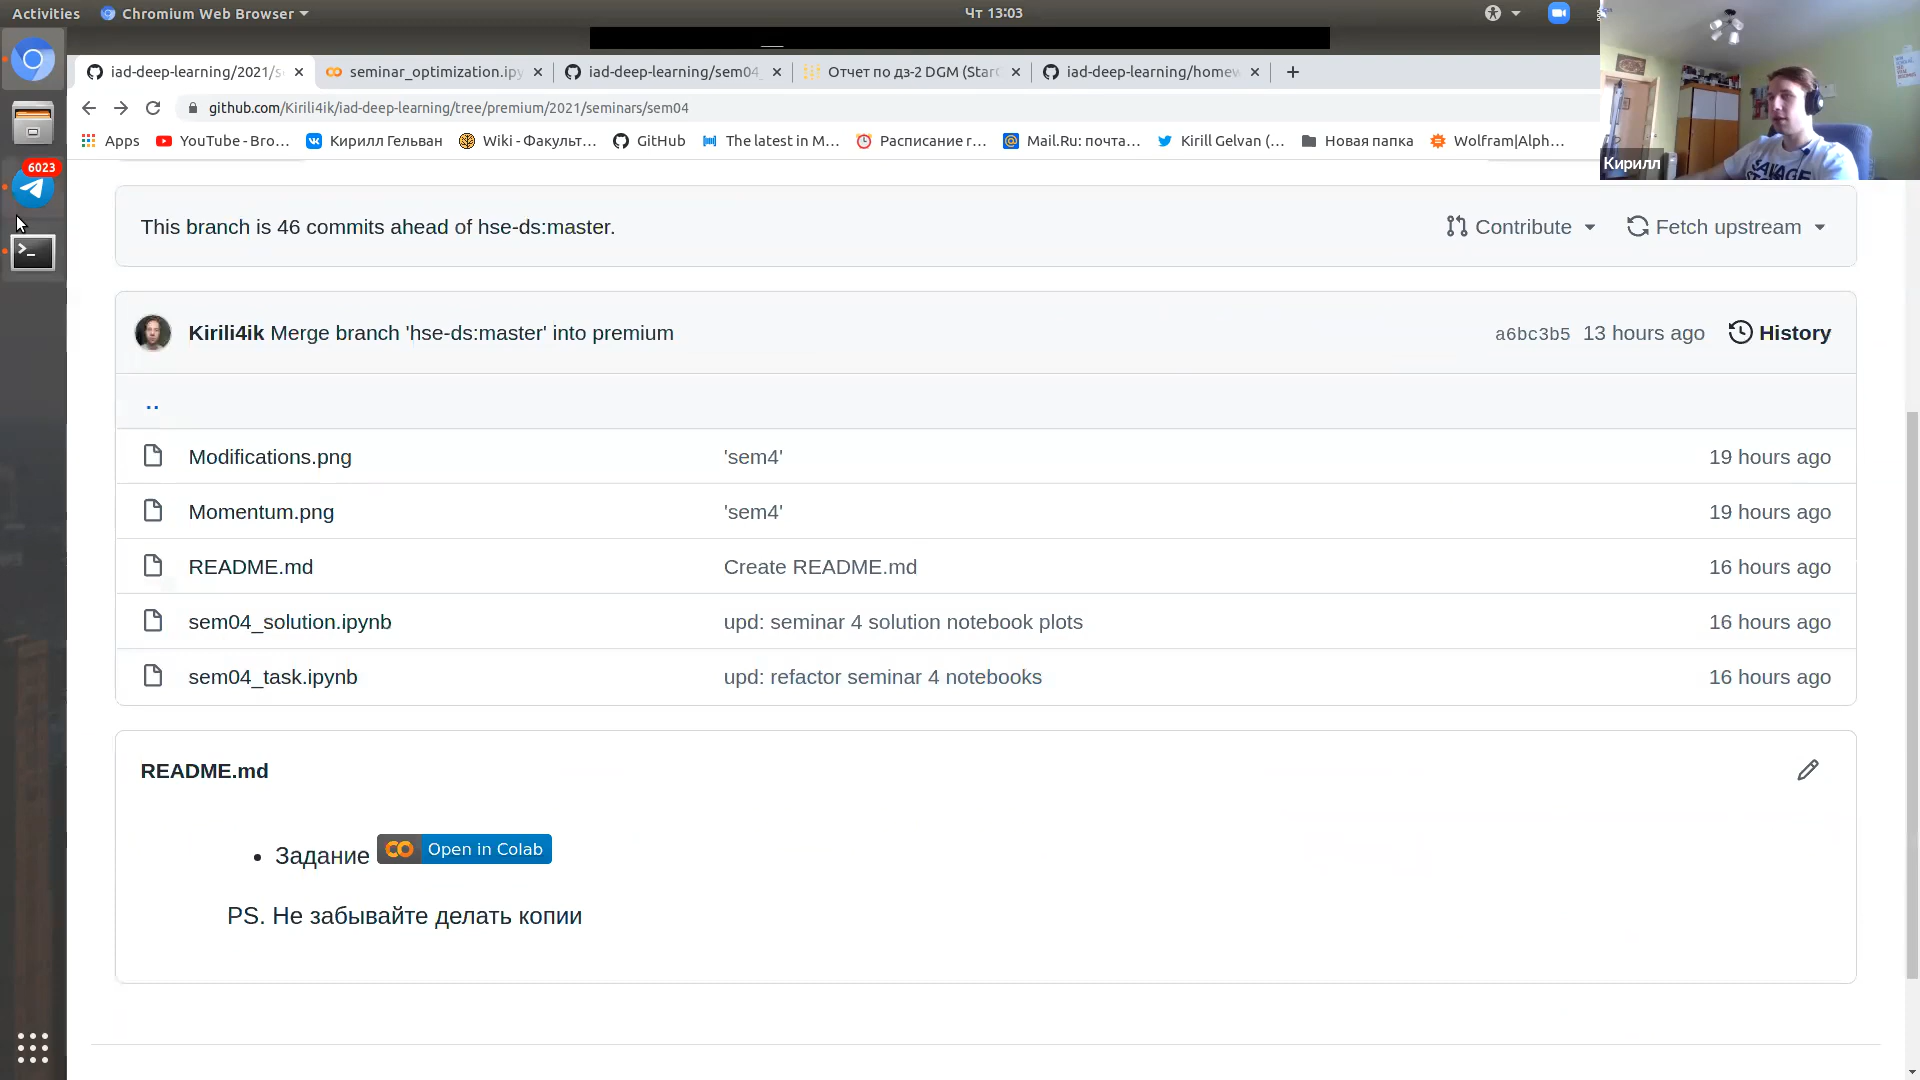 Activities
Chromium Web Browser
Чт 13:03
iad-deep-learning/2021/s
seminar_optimization.ipy
iad-deep-learning/sem04_
Отчет по дз-2 DGM (Star
iad-deep-learning/homew
github.com/Kirili4ik/iad-deep-learning/tree/premium/2021/seminars/sem04
Apps
YouTube - Bro...
Кирилл Гельван
Wiki - Факульт...
GitHub
The latest in M...
Расписание г...
Mail.Ru: почта...
Kirill Gelvan (...
Новая папка
Wolfram|Alph...
Кирилл
6023
This branch is 46 commits ahead of hse-ds:master.
Contribute
Fetch upstream
Kirili4ik Merge branch 'hse-ds:master' into premium
a6bc3b5 13 hours ago
History
..
Modifications.png 'sem4' 19 hours ago
Momentum.png 'sem4' 19 hours ago
README.md Create README.md 16 hours ago
sem04_solution.ipynb upd: seminar 4 solution notebook plots 16 hours ago
sem04_task.ipynb upd: refactor seminar 4 notebooks 16 hours ago
README.md
• Задание Open in Colab
PS. Не забывайте делать копии